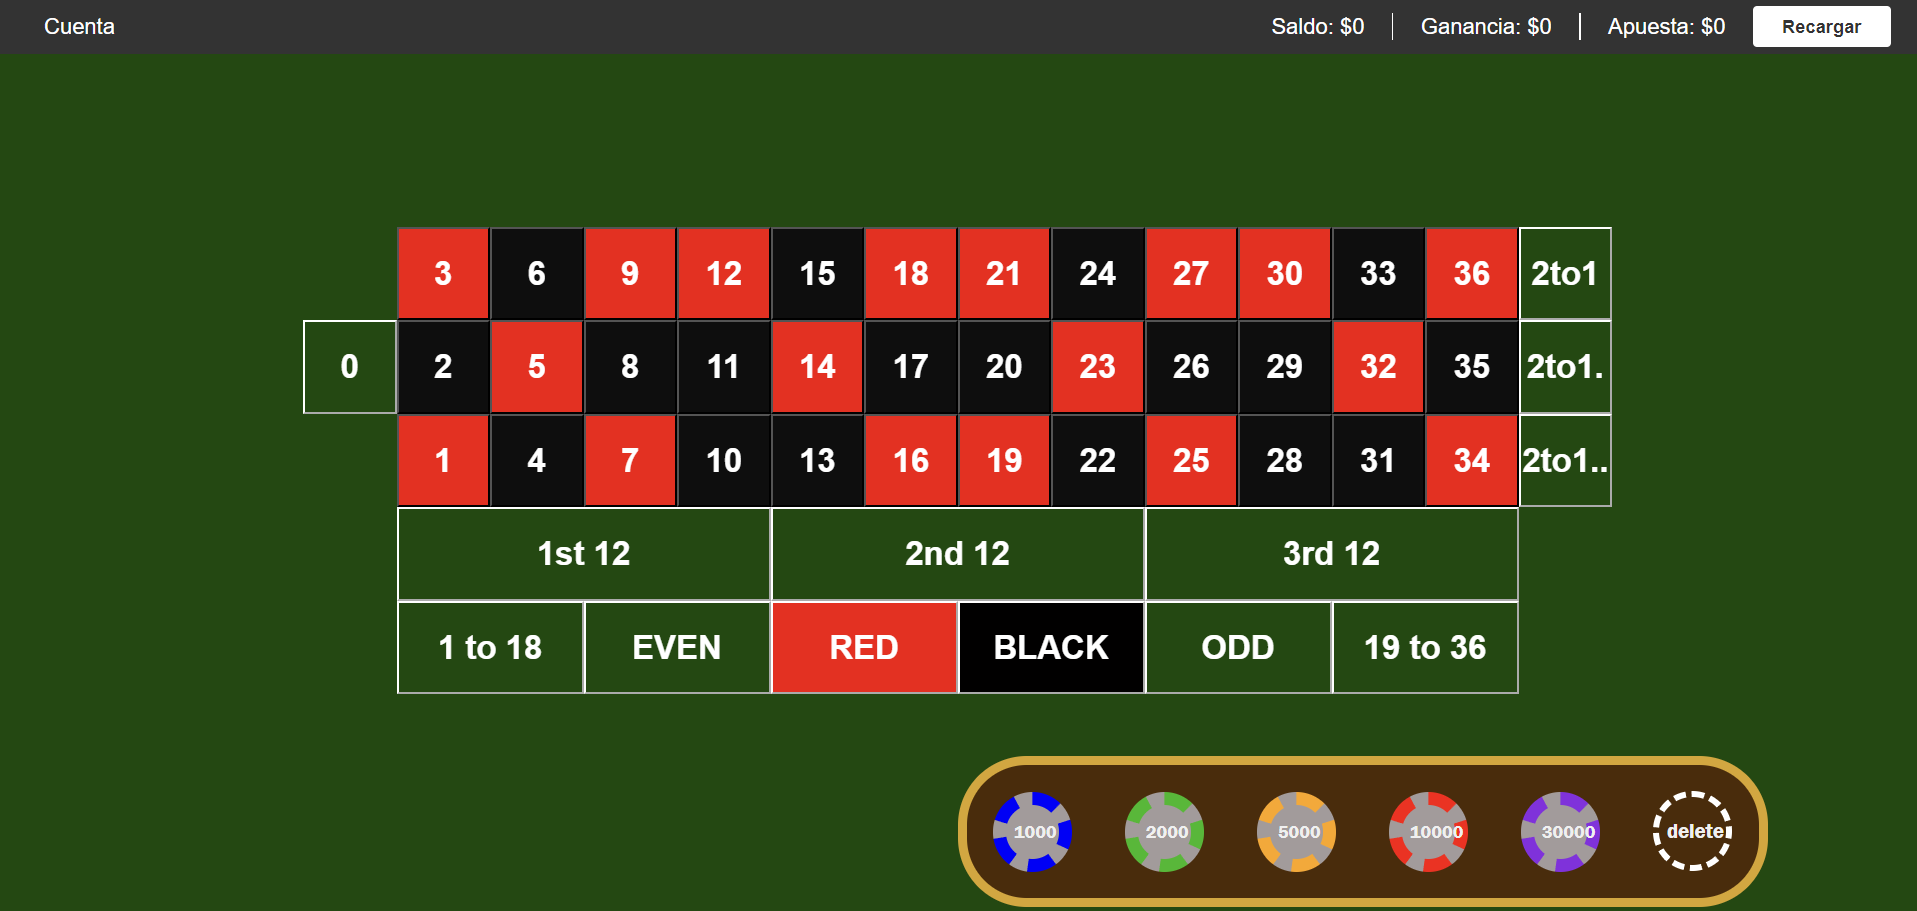 Cuenta Saldo: $0 Ganancia: $0 Apuesta: $0 Recargar
3 6 9 12 15 18 21 24 27 30 33 36 2to1
0 2 5 8 11 14 17 20 23 26 29 32 35 2to1.
1 4 7 10 13 16 19 22 25 28 31 34 2to1..
1st 12 2nd 12 3rd 12
1 to 18 EVEN RED BLACK ODD 19 to 36
1000 2000 5000 10000 30000 delete